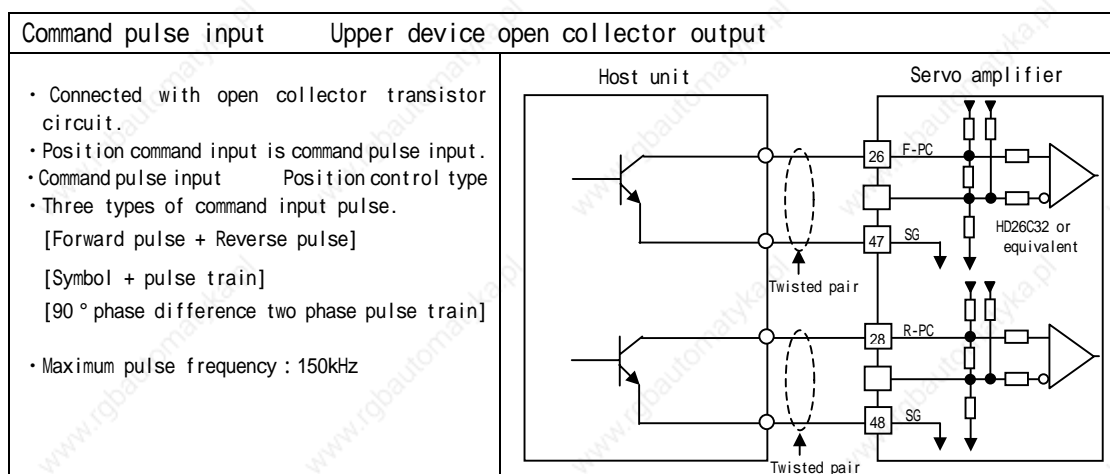 Command pulse input Upper device open collector output
・Connected with open collector transistor
circuit.
・Position command input is command pulse input.
・Command pulse input Position control type
・Three types of command input pulse.
[Forward pulse + Reverse pulse]
[Symbol + pulse train]
[90°phase difference two phase pulse train]
・Maximum pulse frequency：150kHz
Host unit
Servo amplifier
26 F-PC
HD26C32 or
equivalent
47 SG
Twisted pair
28 R-PC
48 SG
Twisted pair
www.rgbautomatyka.pl